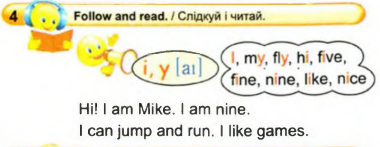 4 Follow and read. / Слідкуй і читай.
i, y [aɪ]
I, my, fly, hi, five,
fine, nine, like, nice
Hi! I am Mike. I am nine.
I can jump and run. I like games.